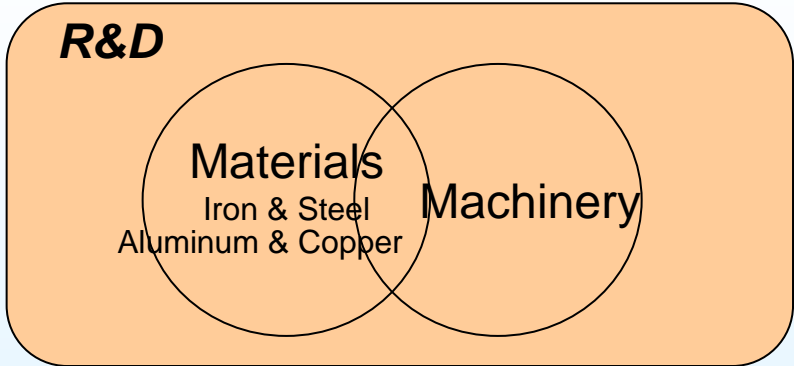 R&D
Materials
Iron & Steel
Aluminum & Copper
Machinery